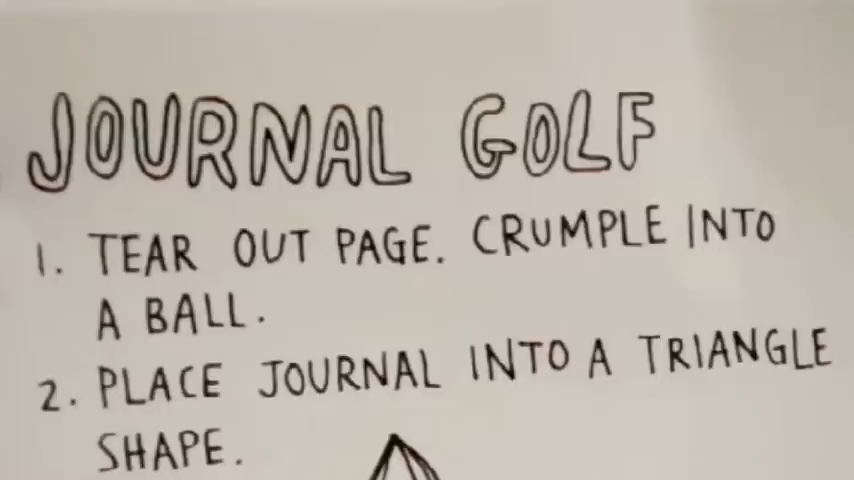 JOURNAL GOLF
1. TEAR OUT PAGE. CRUMPLE INTO
A BALL.
2. PLACE JOURNAL INTO A TRIANGLE
SHAPE.